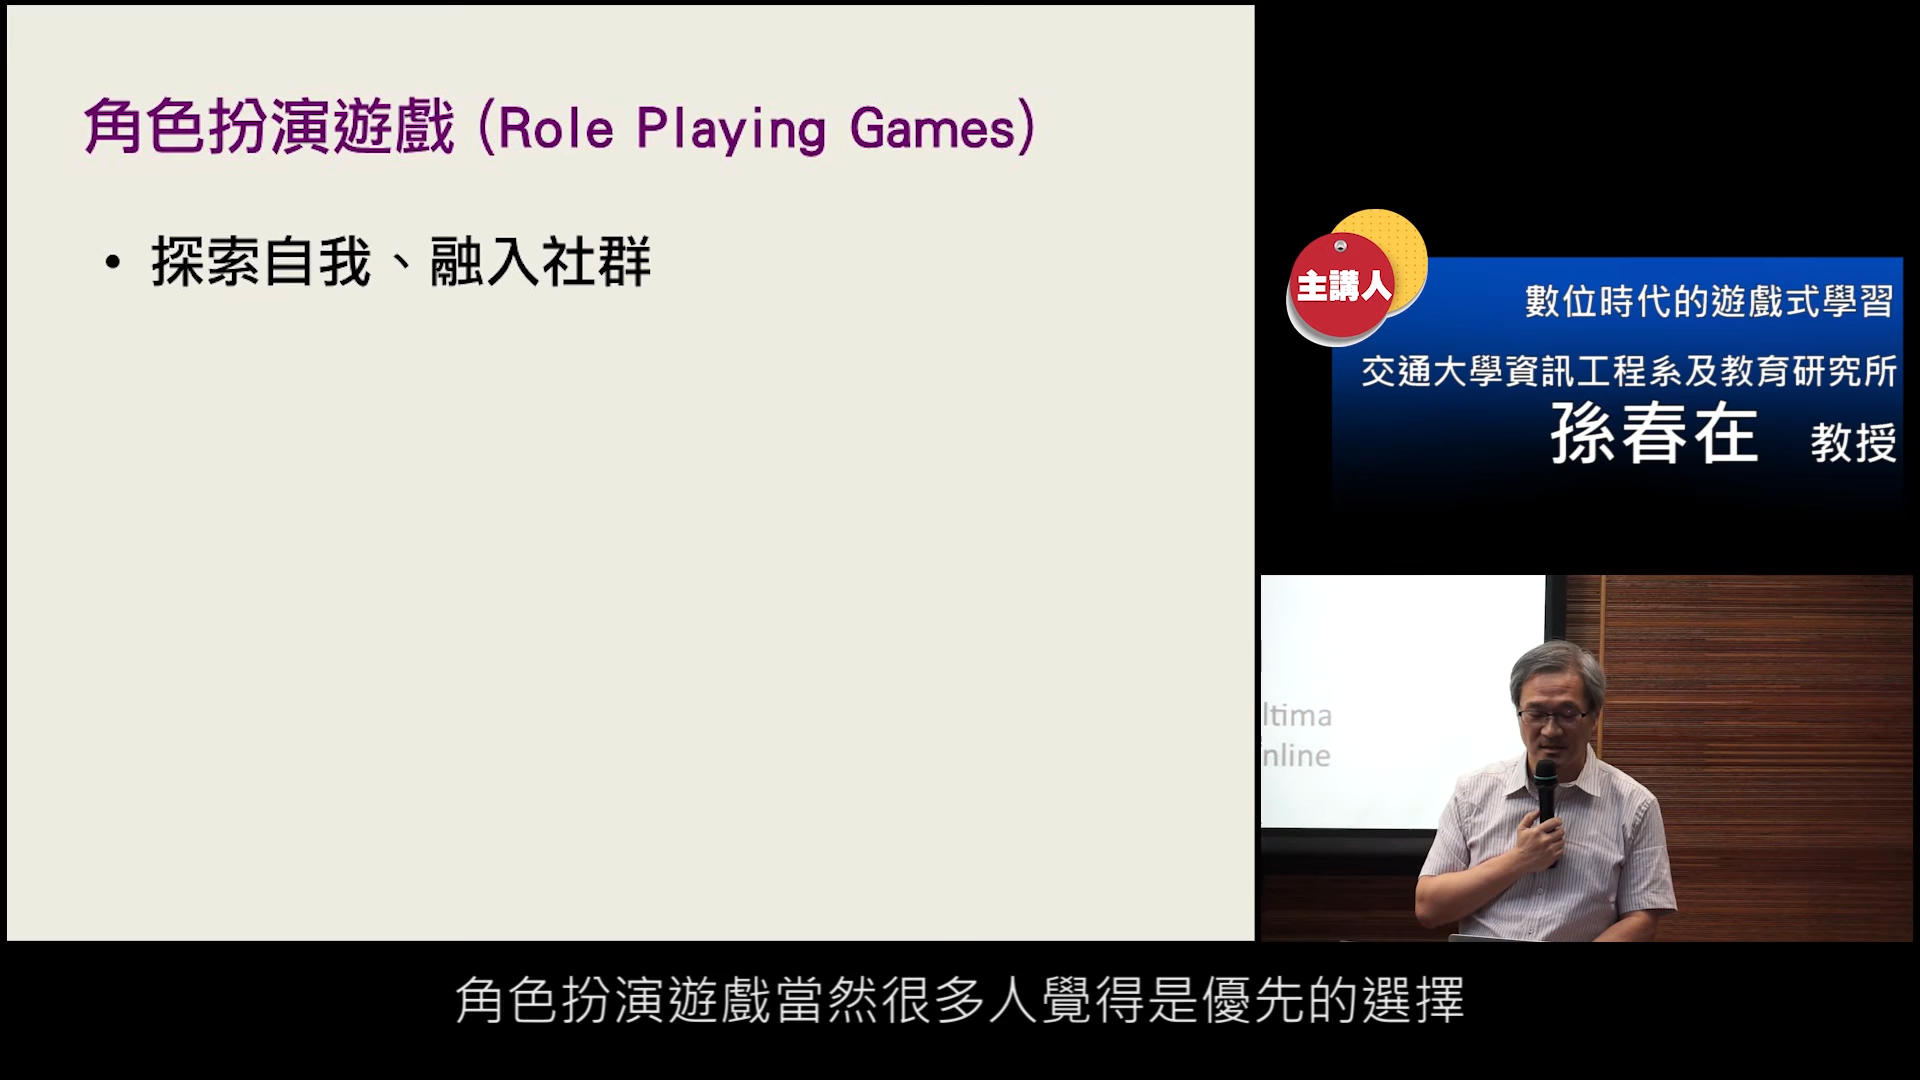 角色扮演遊戲 (Role Playing Games)
• 探索自我、融入社群
主講人
數位時代的遊戲式學習
交通大學資訊工程系及教育研究所
孫春在 教授
ltima
nline
角色扮演遊戲當然很多人覺得是優先的選擇